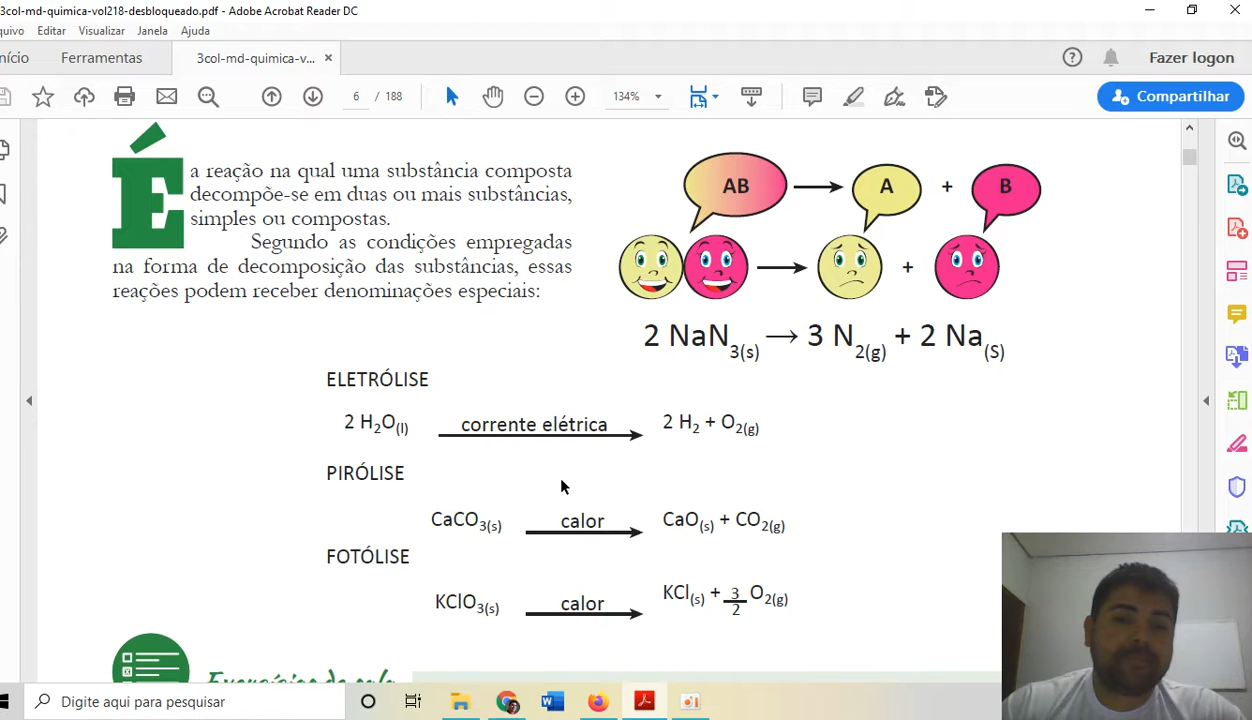 3col-md-quimica-vol218-desbloqueado.pdf - Adobe Acrobat Reader DC
Editar Visualizar Janela Ajuda
Ferramentas 3col-md-quimica-v... ×
Fazer logon
6 / 188 134% Compartilhar
É a reação na qual uma substância composta
decompõe-se em duas ou mais substâncias,
simples ou compostas.
Segundo as condições empregadas
na forma de decomposição das substâncias, essas
reações podem receber denominações especiais:
AB → A + B
→ +
2 NaN3(s) → 3 N2(g) + 2 Na(S)
ELETRÓLISE
2 H2O(l) corrente elétrica 2 H2 + O2(g)
PIRÓLISE
CaCO3(s) calor CaO(s) + CO2(g)
FOTÓLISE
KClO3(s) calor KCl(s) + 3/2 O2(g)
Digite aqui para pesquisar